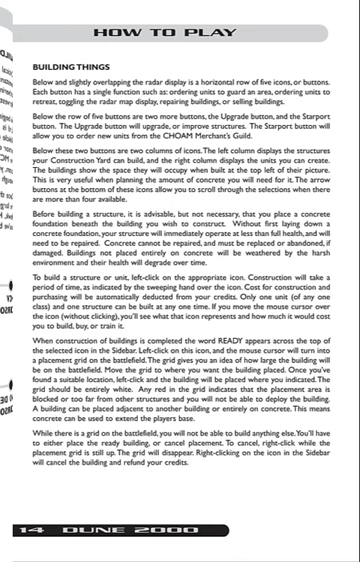 HOW TO PLAY
BUILDING THINGS
Below and slightly overlapping the radar display is a horizontal row of five icons, or buttons.
Each button has a single function such as: ordering units to guard an area, ordering units to
retreat, toggling the radar map display, repairing buildings, or selling buildings.
Below the row of five buttons are two more buttons, the Upgrade button, and the Starport
button. The Upgrade button will upgrade, or improve structures. The Starport button will
allow you to order new units from the CHOAM Merchant's Guild.
Below these two buttons are two columns of icons. The left column displays the structures
your Construction Yard can build, and the right column displays the units you can create.
The buildings show the space they will occupy when built at the top left of their picture.
This is very useful when planning the amount of concrete you will need for it. The arrow
buttons at the bottom of these icons allow you to scroll through the selections when there
are more than four available.
Before building a structure, it is advisable, but not necessary, that you place a concrete
foundation beneath the building you wish to construct. Without first laying down a
concrete foundation, your structure will immediately operate at less than full health, and will
need to be repaired. Concrete cannot be repaired, and must be replaced or abandoned, if
damaged. Buildings not placed entirely on concrete will be weathered by the harsh
environment and their health will degrade over time.
To build a structure or unit, left-click on the appropriate icon. Construction will take a
period of time, as indicated by the sweeping hand over the icon. Cost for construction and
purchasing will be automatically deducted from your credits. Only one unit (of any one
class) and one structure can be built at any one time. If you move the mouse cursor over
the icon (without clicking), you'll see what that icon represents and how much it would cost
you to build, buy, or train it.
When construction of buildings is completed the word READY appears across the top of
the selected icon in the Sidebar. Left-click on this icon, and the mouse cursor will turn into
a placement grid on the battlefield. The grid gives you an idea of how large the building will
be on the battlefield. Move the grid to where you want the building placed. Once you've
found a suitable location, left-click and the building will be placed where you indicated. The
grid should be entirely white. Any red in the grid indicates that the placement area is
blocked or too far from other structures and you will not be able to deploy the building.
A building can be placed adjacent to another building or entirely on concrete. This means
concrete can be used to extend the players base.
While there is a grid on the battlefield, you will not be able to build anything else. You'll have
to either place the ready building, or cancel placement. To cancel, right-click while the
placement grid is still up. The grid will disappear. Right-clicking on the icon in the Sidebar
will cancel the building and refund your credits.
14 DUNE 2000